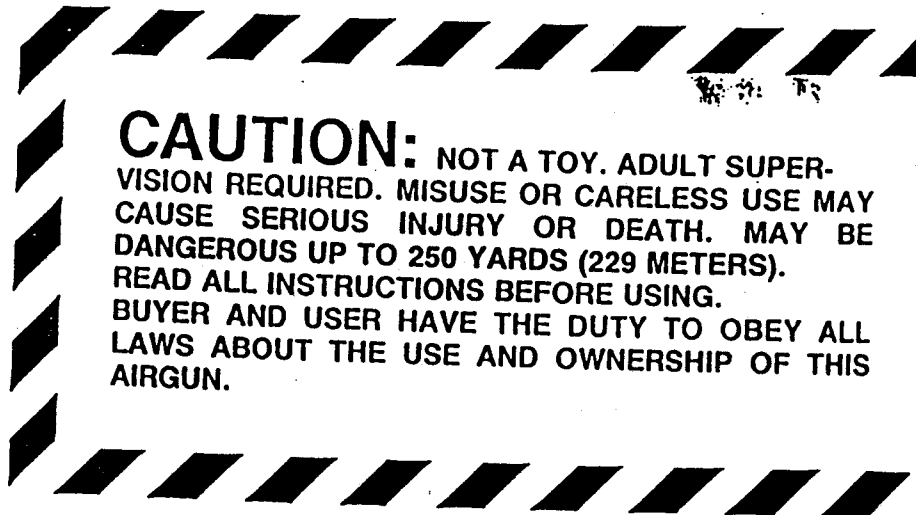 CAUTION: NOT A TOY. ADULT SUPER-
VISION REQUIRED. MISUSE OR CARELESS USE MAY
CAUSE SERIOUS INJURY OR DEATH. MAY BE
DANGEROUS UP TO 250 YARDS (229 METERS).
READ ALL INSTRUCTIONS BEFORE USING.
BUYER AND USER HAVE THE DUTY TO OBEY ALL
LAWS ABOUT THE USE AND OWNERSHIP OF THIS
AIRGUN.